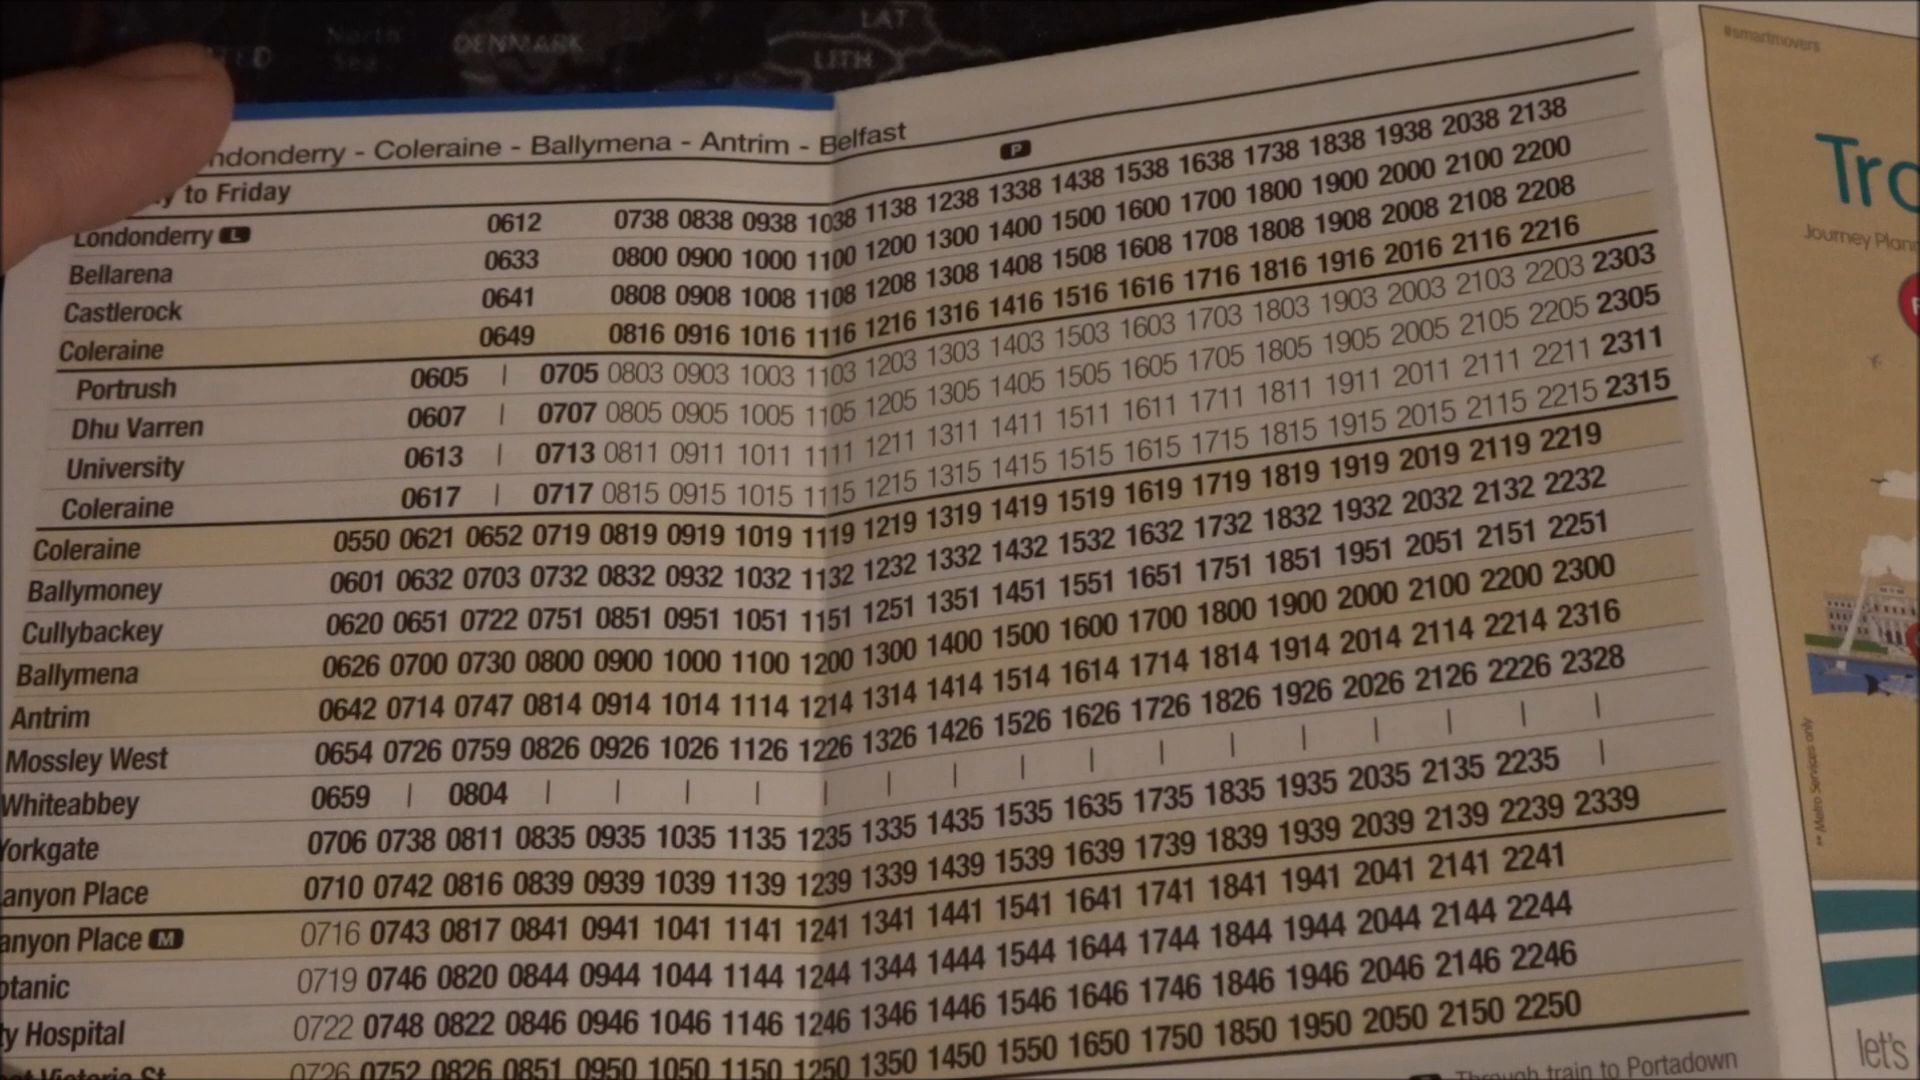 North
Sea
DENMARK
LAT
LITH
ndonderry - Coleraine - Ballymena - Antrim - Belfast
y to Friday
P
Londonderry L 0612 0738 0838 0938 1038 1138 1238 1338 1438 1538 1638 1738 1838 1938 2038 2138
Bellarena 0633 0800 0900 1000 1100 1200 1300 1400 1500 1600 1700 1800 1900 2000 2100 2200
Castlerock 0641 0808 0908 1008 1108 1208 1308 1408 1508 1608 1708 1808 1908 2008 2108 2208
Coleraine 0649 0816 0916 1016 1116 1216 1316 1416 1516 1616 1716 1816 1916 2016 2116 2216
Portrush 0605 | 0705 0803 0903 1003 1103 1203 1303 1403 1503 1603 1703 1803 1903 2003 2103 2203 2303
Dhu Varren 0607 | 0707 0805 0905 1005 1105 1205 1305 1405 1505 1605 1705 1805 1905 2005 2105 2205 2305
University 0613 | 0713 0811 0911 1011 1111 1211 1311 1411 1511 1611 1711 1811 1911 2011 2111 2211 2311
Coleraine 0617 | 0717 0815 0915 1015 1115 1215 1315 1415 1515 1615 1715 1815 1915 2015 2115 2215 2315
Coleraine 0550 0621 0652 0719 0819 0919 1019 1119 1219 1319 1419 1519 1619 1719 1819 1919 2019 2119 2219
Ballymoney 0601 0632 0703 0732 0832 0932 1032 1132 1232 1332 1432 1532 1632 1732 1832 1932 2032 2132 2232
Cullybackey 0620 0651 0722 0751 0851 0951 1051 1151 1251 1351 1451 1551 1651 1751 1851 1951 2051 2151 2251
Ballymena 0626 0700 0730 0800 0900 1000 1100 1200 1300 1400 1500 1600 1700 1800 1900 2000 2100 2200 2300
Antrim 0642 0714 0747 0814 0914 1014 1114 1214 1314 1414 1514 1614 1714 1814 1914 2014 2114 2214 2316
Mossley West 0654 0726 0759 0826 0926 1026 1126 1226 1326 1426 1526 1626 1726 1826 1926 2026 2126 2226 2328
Whiteabbey 0659 | 0804 | | | | | | | | | | | | | | | |
Yorkgate 0706 0738 0811 0835 0935 1035 1135 1235 1335 1435 1535 1635 1735 1835 1935 2035 2135 2235 |
anyon Place 0710 0742 0816 0839 0939 1039 1139 1239 1339 1439 1539 1639 1739 1839 1939 2039 2139 2239 2339
anyon Place M 0716 0743 0817 0841 0941 1041 1141 1241 1341 1441 1541 1641 1741 1841 1941 2041 2141 2241
otanic 0719 0746 0820 0844 0944 1044 1144 1244 1344 1444 1544 1644 1744 1844 1944 2044 2144 2244
y Hospital 0722 0748 0822 0846 0946 1046 1146 1246 1346 1446 1546 1646 1746 1846 1946 2046 2146 2246
Victoria St 0726 0752 0826 0851 0950 1050 1150 1250 1350 1450 1550 1650 1750 1850 1950 2050 2150 2250
Through train to Portadown
#smartmovers
Tra
Journey Plan
** Metro Services only
let's